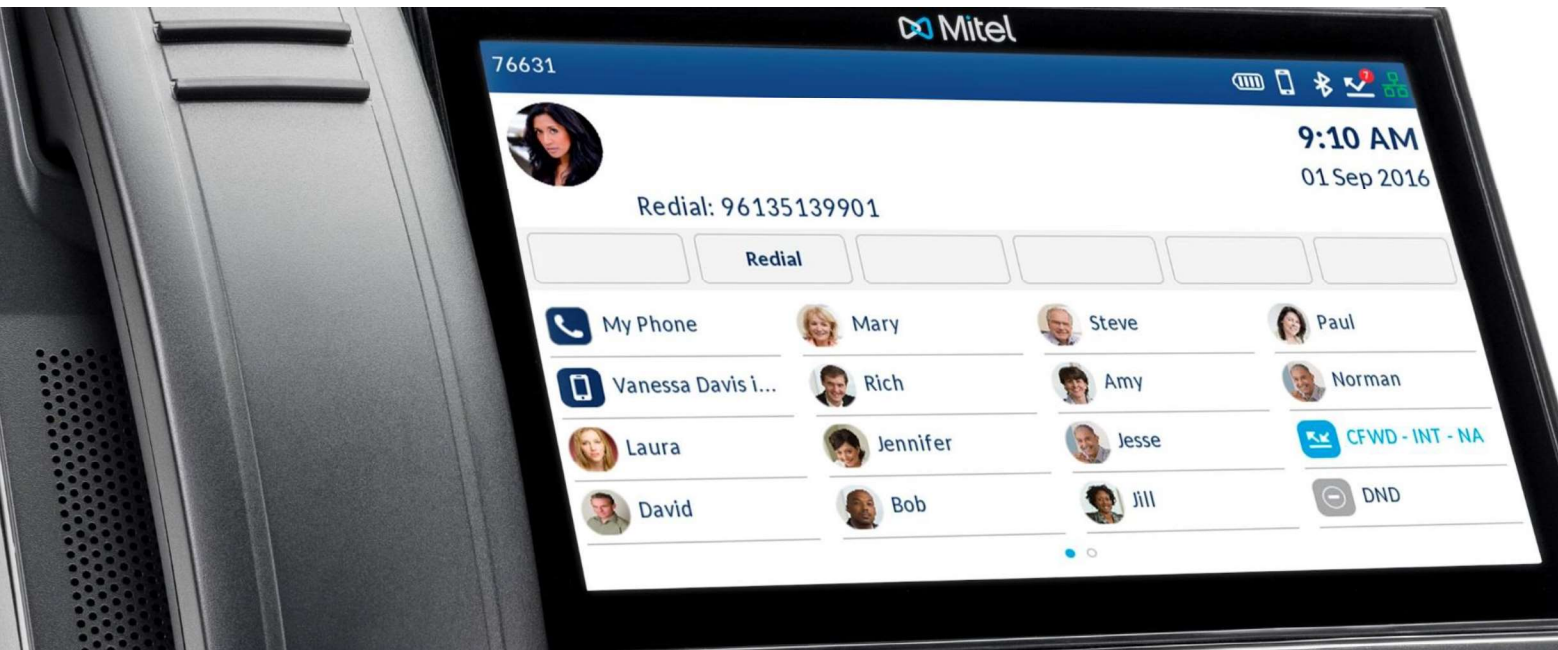 Mitel
76631
7
9:10 AM
01 Sep 2016
Redial: 96135139901
Redial
My Phone
Mary
Steve
Paul
Vanessa Davis i...
Rich
Amy
Norman
Laura
Jennifer
Jesse
CFWD - INT - NA
David
Bob
Jill
DND